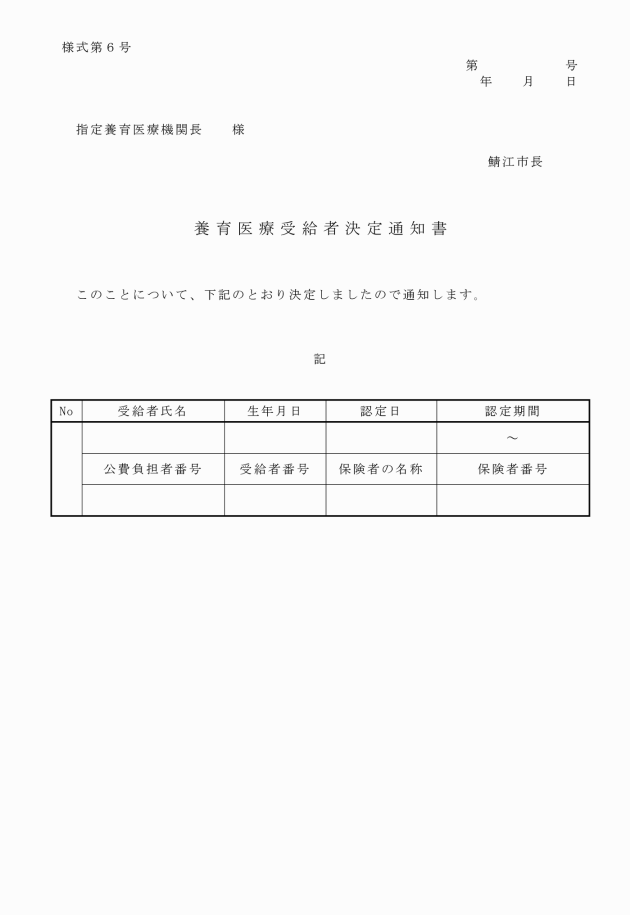 様式第６号
第　　　　　　号
年　　月　　日
指定養育医療機関長　　様
鯖江市長
養育医療受給者決定通知書
このことについて、下記のとおり決定しましたので通知します。
記
No　受給者氏名　生年月日　認定日　認定期間
～
公費負担者番号　受給者番号　保険者の名称　保険者番号